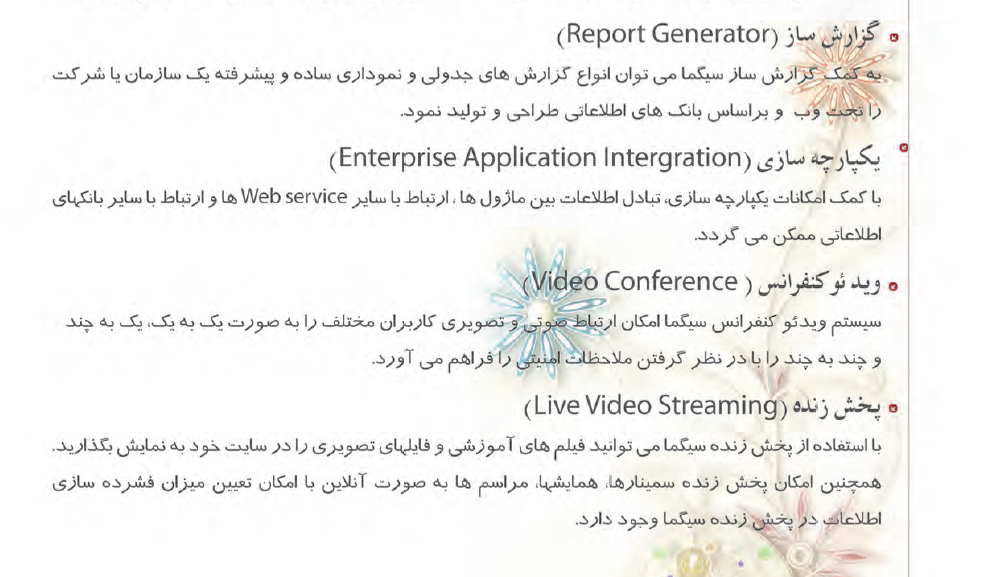 گزارش ساز (Report Generator)
به کمک گزارش ساز سیگما می توان انواع گزارش های جدولی و نموداری ساده و پیشرفته یک سازمان یا شرکت
را تحت وب و براساس بانک های اطلاعاتی طراحی و تولید نمود.
یکپارچه سازی (Enterprise Application Intergration)
با کمک امکانات یکپارچه سازی، تبادل اطلاعات بین ماژول ها ، ارتباط با سایر Web service ها و ارتباط با سایر بانکهای
اطلاعاتی ممکن می گردد.
وید ئو کنفرانس ( Video Conference)
سیستم ویدئو کنفرانس سیگما امکان ارتباط صوتی و تصویری کاربران مختلف را به صورت یک به یک، یک به چند
و چند به چند را با در نظر گرفتن ملاحظات امنیتی را فراهم می آورد.
پخش زنده (Live Video Streaming)
با استفاده از پخش زنده سیگما می توانید فیلم های آموزشی و فایلهای تصویری را در سایت خود به نمایش بگذارید.
همچنین امکان پخش زنده سمینارها، همایشها، مراسم ها به صورت آنلاین با امکان تعیین میزان فشرده سازی
اطلاعات در پخش زنده سیگما وجود دارد.